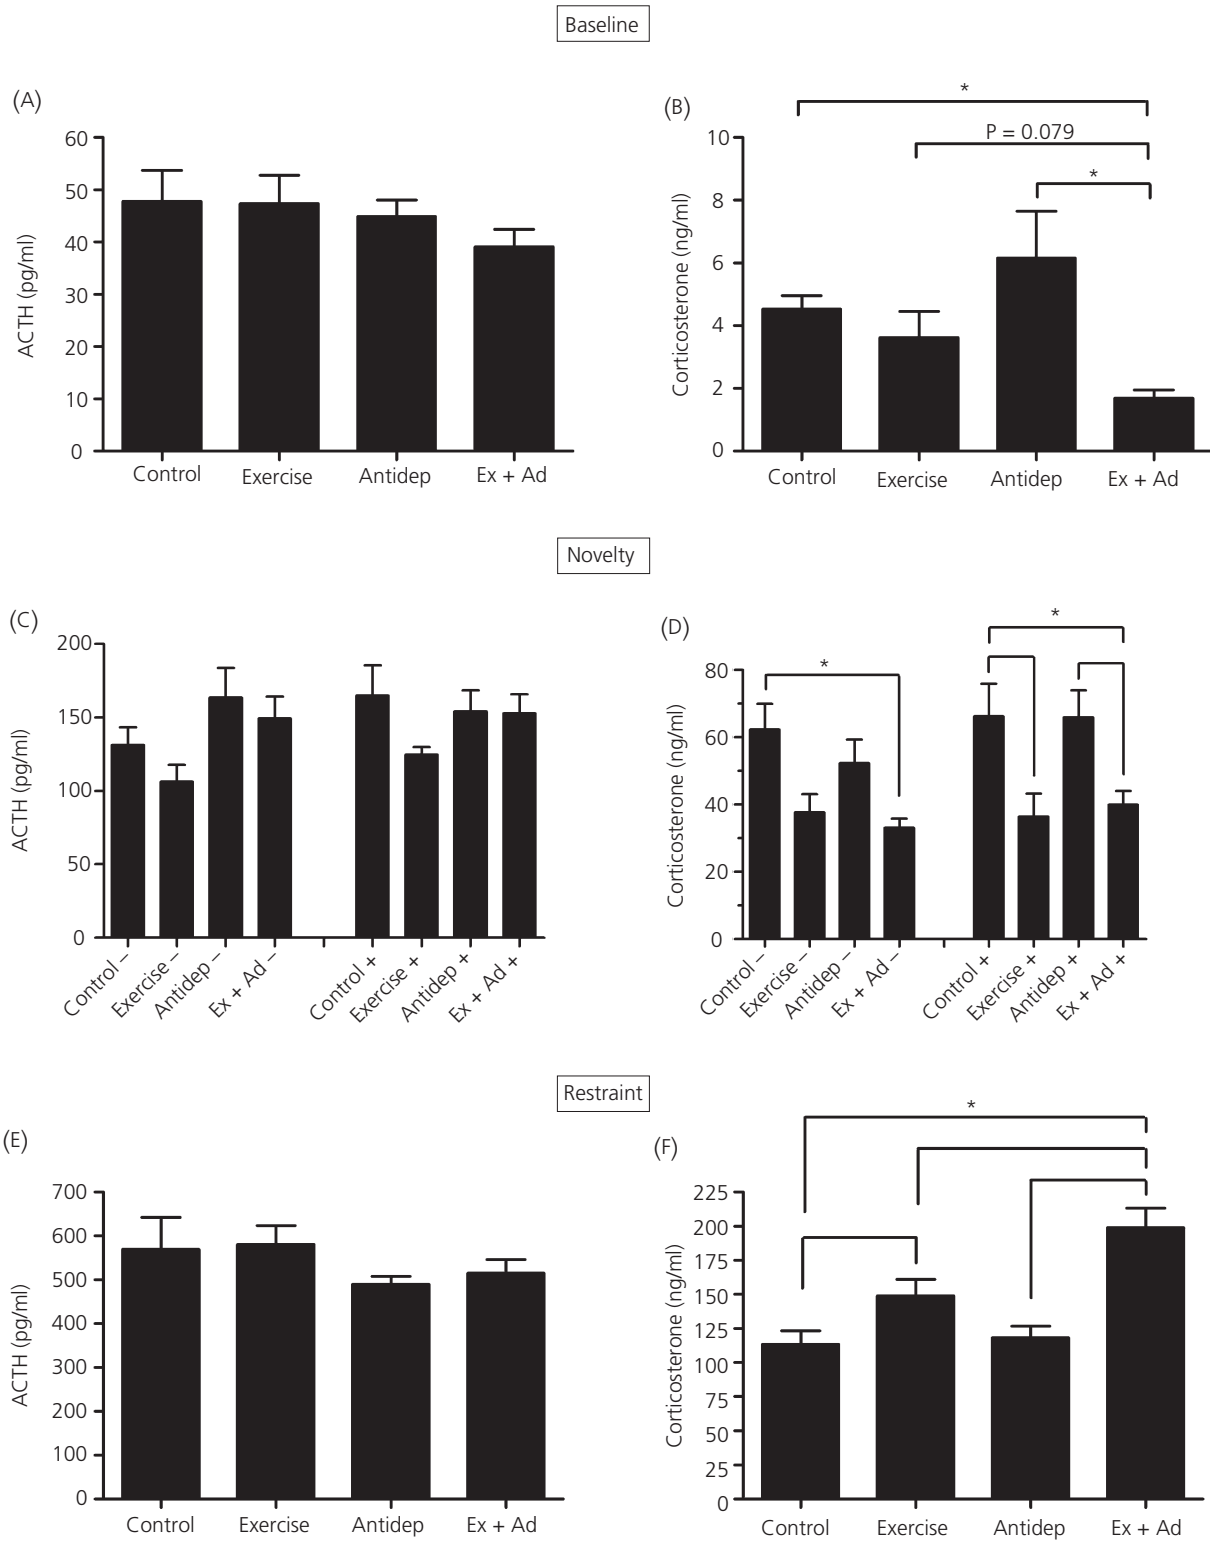 Baseline
(A)
ACTH (pg/ml)
60
50
40
30
20
10
0
Control
Exercise
Antidep
Ex + Ad
(B)
*
P = 0.079
*
Corticosterone (ng/ml)
10
8
6
4
2
0
Control
Exercise
Antidep
Ex + Ad
Novelty
(C)
ACTH (pg/ml)
200
150
100
50
0
Control –
Exercise –
Antidep –
Ex + Ad –
Control +
Exercise +
Antidep +
Ex + Ad +
(D)
*
*
Corticosterone (ng/ml)
80
60
40
20
0
Control –
Exercise –
Antidep –
Ex + Ad –
Control +
Exercise +
Antidep +
Ex + Ad +
Restraint
(E)
ACTH (pg/ml)
700
600
500
400
300
200
100
0
Control
Exercise
Antidep
Ex + Ad
(F)
*
Corticosterone (ng/ml)
225
200
175
150
125
100
75
50
25
0
Control
Exercise
Antidep
Ex + Ad